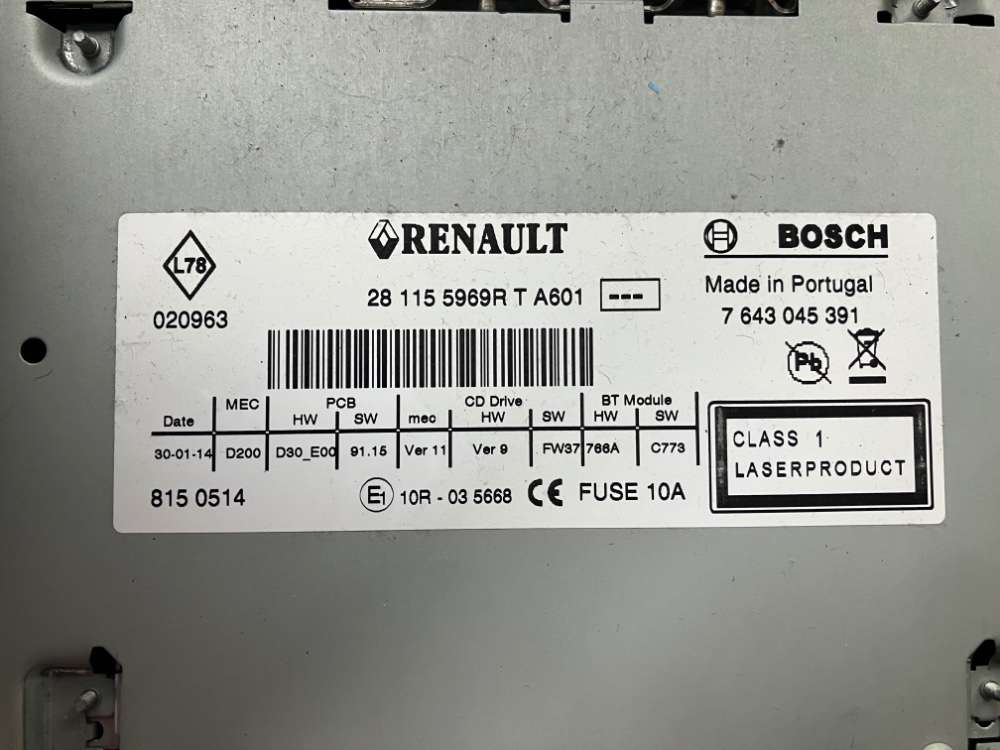 L78
020963
RENAULT
28 115 5969R T A601 ---
BOSCH
Made in Portugal
7 643 045 391
Pb
Date MEC PCB HW SW mec CD Drive HW SW BT Module HW SW
30-01-14 D200 D30_E00 91.15 Ver 11 Ver 9 FW37 766A C773
CLASS 1
LASERPRODUCT
815 0514 E1 10R - 03 5668 CE FUSE 10A